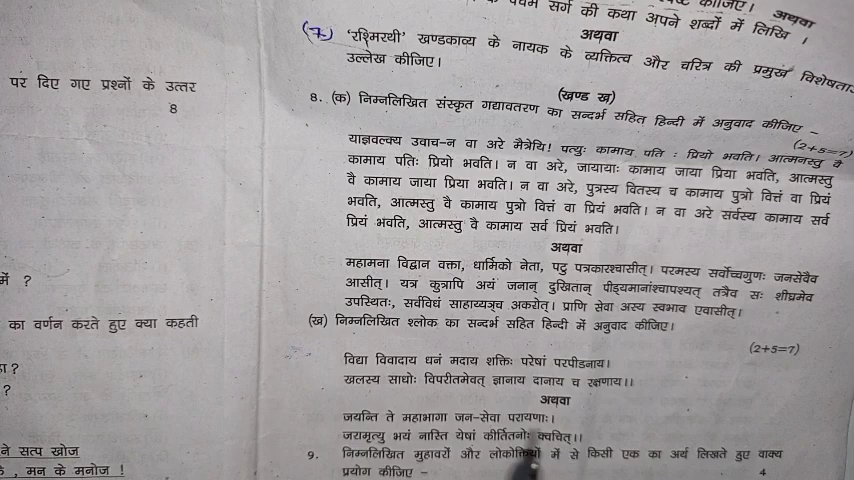 पंचम सर्ग की कथा अपने शब्दों में लिखि ।
अथवा
अथवा
(7) 'रश्मिरथी' खण्डकाव्य के नायक के व्यक्तित्व और चरित्र की प्रमुख विशेषता
उल्लेख कीजिए।
(खण्ड ख)
8. (क) निम्नलिखित संस्कृत गद्यावतरण का सन्दर्भ सहित हिन्दी में अनुवाद कीजिए –
(2+5=7)
याज्ञवल्क्य उवाच-न वा अरे मैत्रेयि! पत्युः कामाय पति : प्रियो भवति। आत्मनस्तु वै
कामाय पतिः प्रियो भवति। न वा अरे, जायायाः कामाय जाया प्रिया भवति, आत्मस्तु
वै कामाय जाया प्रिया भवति। न वा अरे, पुत्रस्य वितस्य च कामाय पुत्रो वित्तं वा प्रियं
भवति, आत्मस्तु वै कामाय पुत्रो वित्तं वा प्रियं भवति। न वा अरे सर्वस्य कामाय सर्व
प्रियं भवति, आत्मस्तु वै कामाय सर्व प्रियं भवति।
अथवा
महामना विद्वान वक्ता, धार्मिको नेता, पटु पत्रकारश्चासीत्। परमस्य सर्वोच्चगुणः जनसेवैव
आसीत्। यत्र कुत्रापि अयं जनान् दुखितान् पीड्यमानांश्चापश्यत् तत्रैव सः शीघ्रमेव
उपस्थितः, सर्वविधं साहाय्यञ्च अकरोत्। प्राणि सेवा अस्य स्वभाव एवासीत्।
(ख) निम्नलिखित श्लोक का सन्दर्भ सहित हिन्दी में अनुवाद कीजिए।
(2+5=7)
विद्या विवादाय धनं मदाय शक्तिः परेषां परपीडनाय।
खलस्य साधोः विपरीतमेवत् ज्ञानाय दानाय च रक्षणाय।।
अथवा
जयन्ति ते महाभागा जन-सेवा परायणाः।
जरामृत्यु भयं नास्ति येषां कीर्तितनोः क्वचित्।।
9. निम्नलिखित मुहावरों और लोकोक्तियों में से किसी एक का अर्थ लिखते हुए वाक्य
प्रयोग कीजिए –
4
पर दिए गए प्रश्नों के उत्तर
8
में ?
का वर्णन करते हुए क्या कहती
?
?
ने सत्य खोज
, मन के मनोज !